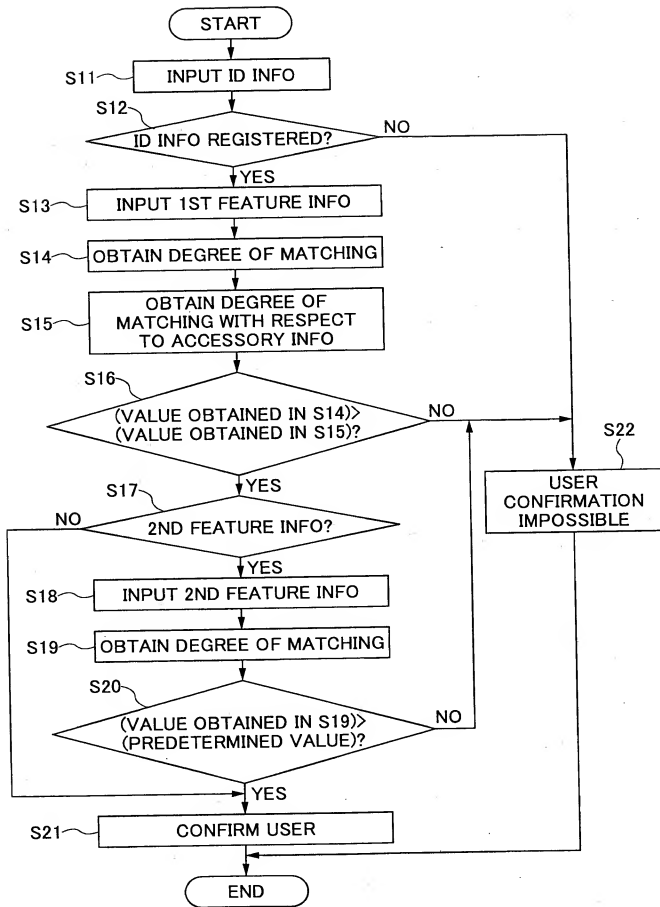 START
S11
INPUT ID INFO
S12
ID INFO REGISTERED?
NO
YES
S13
INPUT 1ST FEATURE INFO
S14
OBTAIN DEGREE OF MATCHING
S15
OBTAIN DEGREE OF
MATCHING WITH RESPECT
TO ACCESSORY INFO
S16
(VALUE OBTAINED IN S14)>
(VALUE OBTAINED IN S15)?
NO
YES
S22
USER
CONFIRMATION
IMPOSSIBLE
S17
NO
2ND FEATURE INFO?
YES
S18
INPUT 2ND FEATURE INFO
S19
OBTAIN DEGREE OF MATCHING
S20
(VALUE OBTAINED IN S19)>
(PREDETERMINED VALUE)?
NO
YES
S21
CONFIRM USER
END